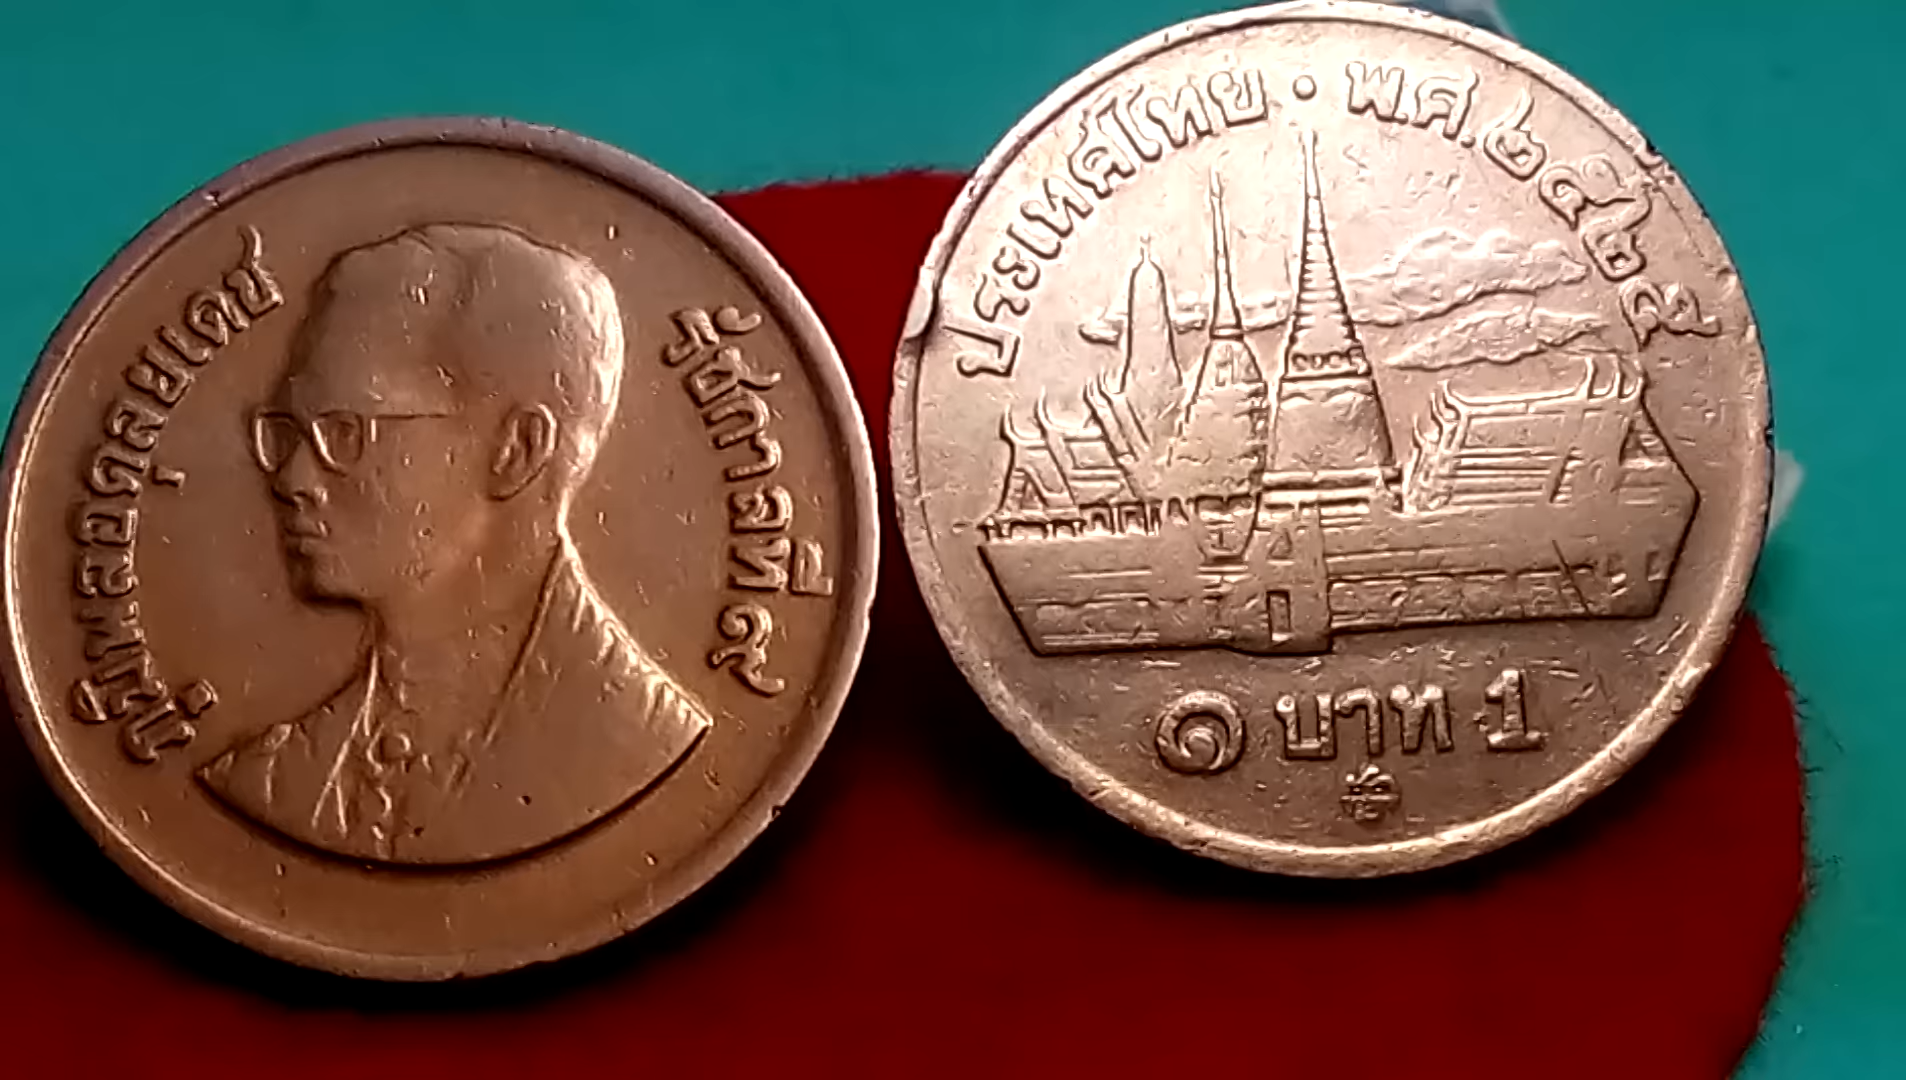 ภูมิพลอดุลยเดช
รัชกาลที่ ๙
ประเทศไทย • พ.ศ. ๒๕๒๕
๑ บาท 1